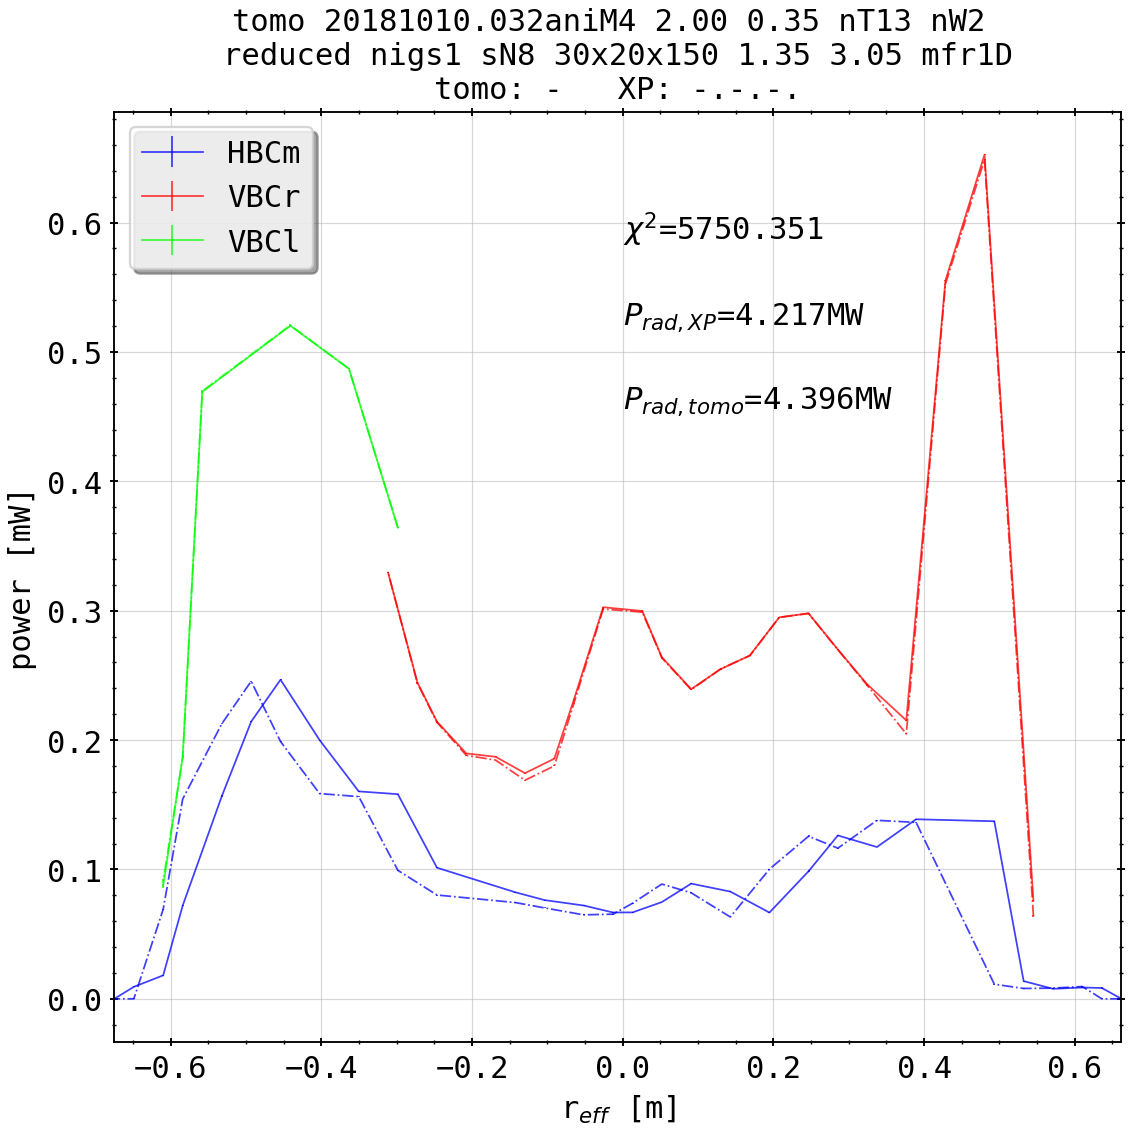 tomo 20181010.032aniM4 2.00 0.35 nT13 nW2
reduced nigs1 sN8 30x20x150 1.35 3.05 mfr1D
tomo: -   XP: -.-.-.
HBCm
VBCr
VBCl
χ²=5750.351
P_rad,XP=4.217MW
P_rad,tomo=4.396MW
power [mW]
0.6
0.5
0.4
0.3
0.2
0.1
0.0
−0.6 −0.4 −0.2 0.0 0.2 0.4 0.6
r_eff [m]